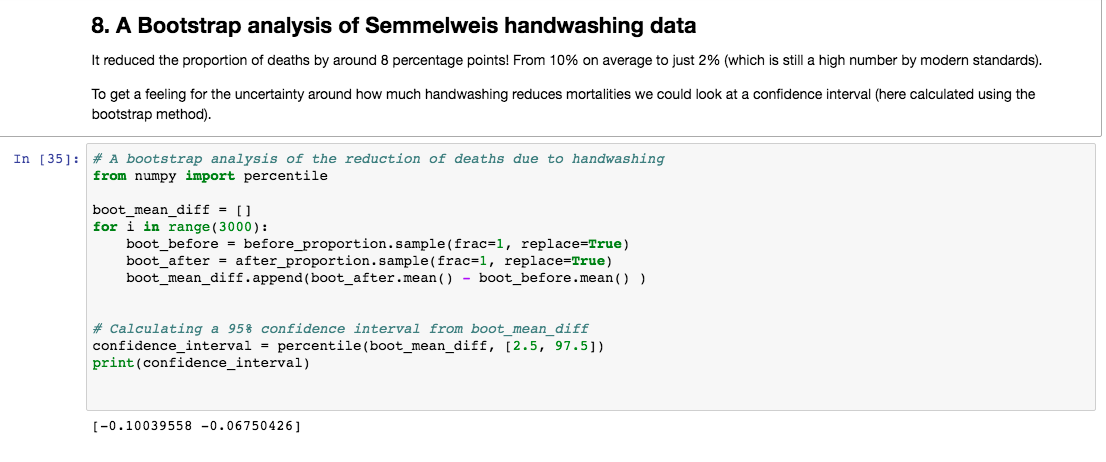 8. A Bootstrap analysis of Semmelweis handwashing data
It reduced the proportion of deaths by around 8 percentage points! From 10% on average to just 2% (which is still a high number by modern standards).
To get a feeling for the uncertainty around how much handwashing reduces mortalities we could look at a confidence interval (here calculated using the
bootstrap method).
In [35]: # A bootstrap analysis of the reduction of deaths due to handwashing
from numpy import percentile
boot_mean_diff = []
for i in range(3000):
    boot_before = before_proportion.sample(frac=1, replace=True)
    boot_after = after_proportion.sample(frac=1, replace=True)
    boot_mean_diff.append(boot_after.mean() - boot_before.mean() )
# Calculating a 95% confidence interval from boot_mean_diff
confidence_interval = percentile(boot_mean_diff, [2.5, 97.5])
print(confidence_interval)
[-0.10039558 -0.06750426]